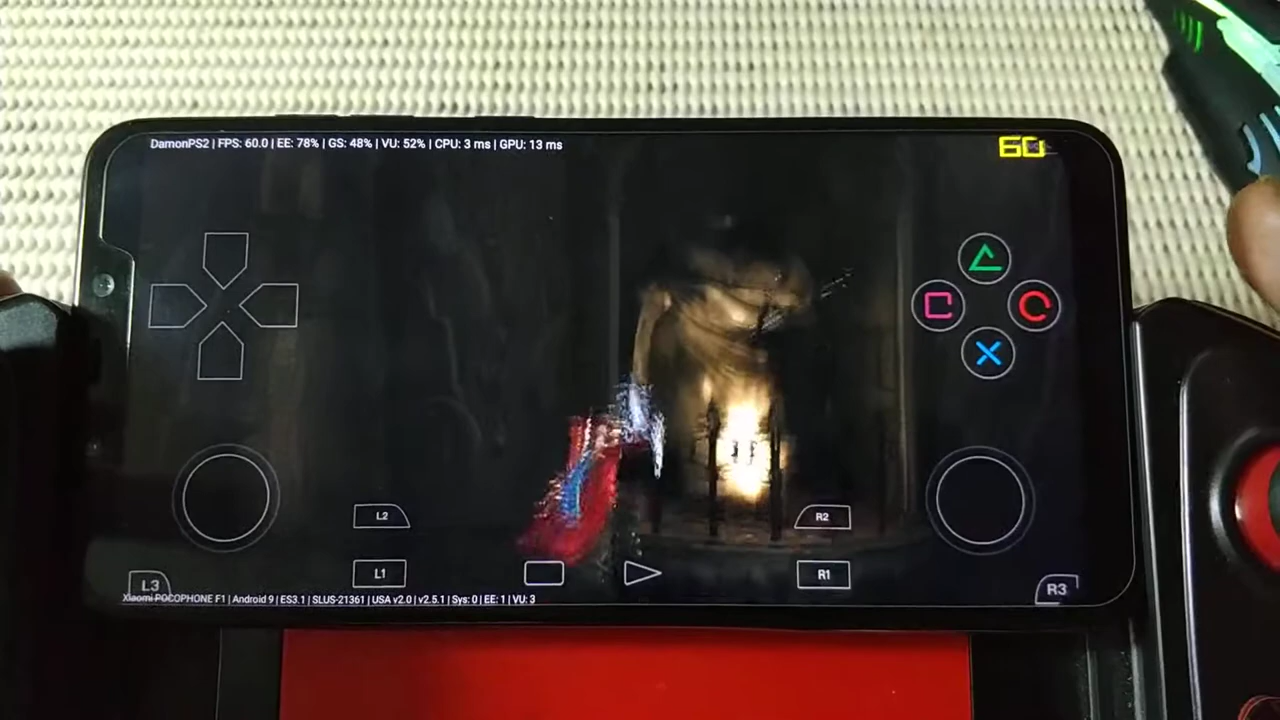 DamonPS2 | FPS: 60.0 | EE: 78% | GS: 48% | VU: 52% | CPU: 3 ms | GPU: 13 ms
60
L2
R2
L1
R1
L3
R3
Xiaomi POCOPHONE F1 | Android 9 | ES3.1 | SLUS-21361 | USA v2.0 | v2.5.1 | Sys: 0 | EE: 1 | VU: 3